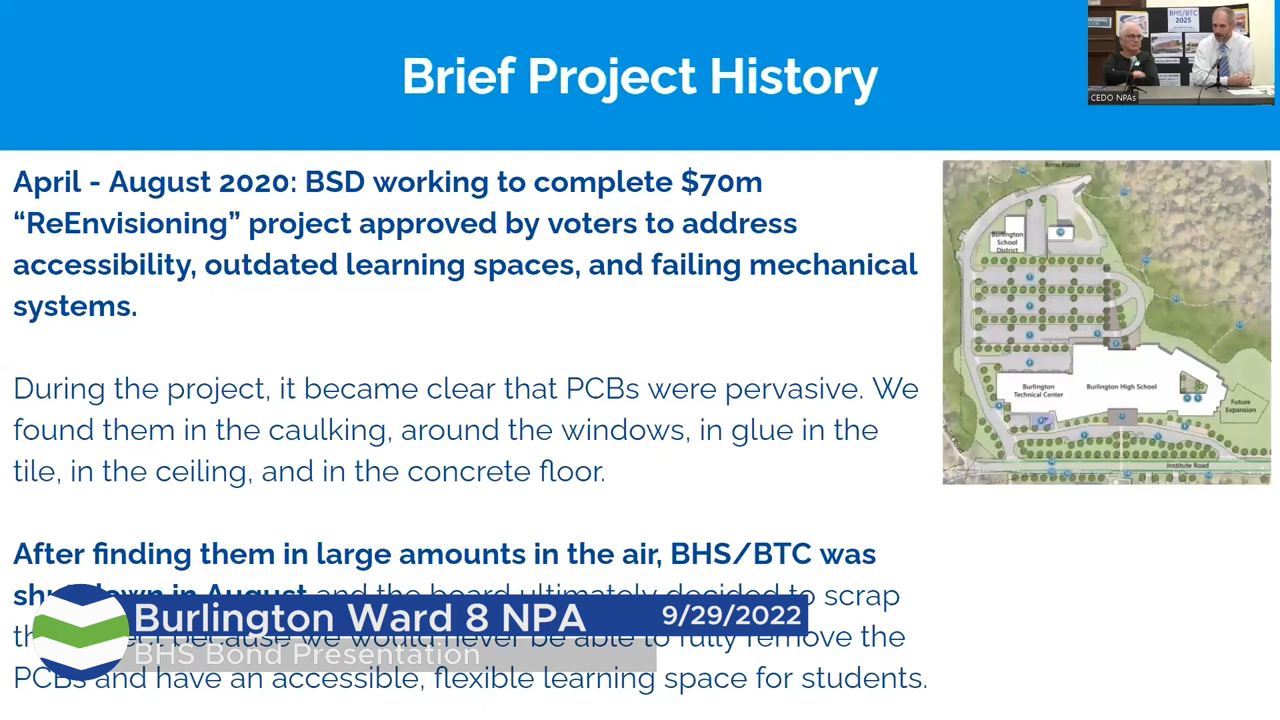 Brief Project History
BHS/BTC
2025
CEDO NPAs
April - August 2020: BSD working to complete $70m
“ReEnvisioning” project approved by voters to address
accessibility, outdated learning spaces, and failing mechanical
systems.
During the project, it became clear that PCBs were pervasive. We
found them in the caulking, around the windows, in glue in the
tile, in the ceiling, and in the concrete floor.
After finding them in large amounts in the air, BHS/BTC was
shutdown in August and the board ultimately decided to scrap
because we would never be able to fully remove the
PCBs and have an accessible, flexible learning space for students.
Burlington Ward 8 NPA
9/29/2022
BHS Bond Presentation
Arms Forest
Burlington
School
District
Burlington
Technical Center
Burlington High School
Future
Expansion
Institute Road